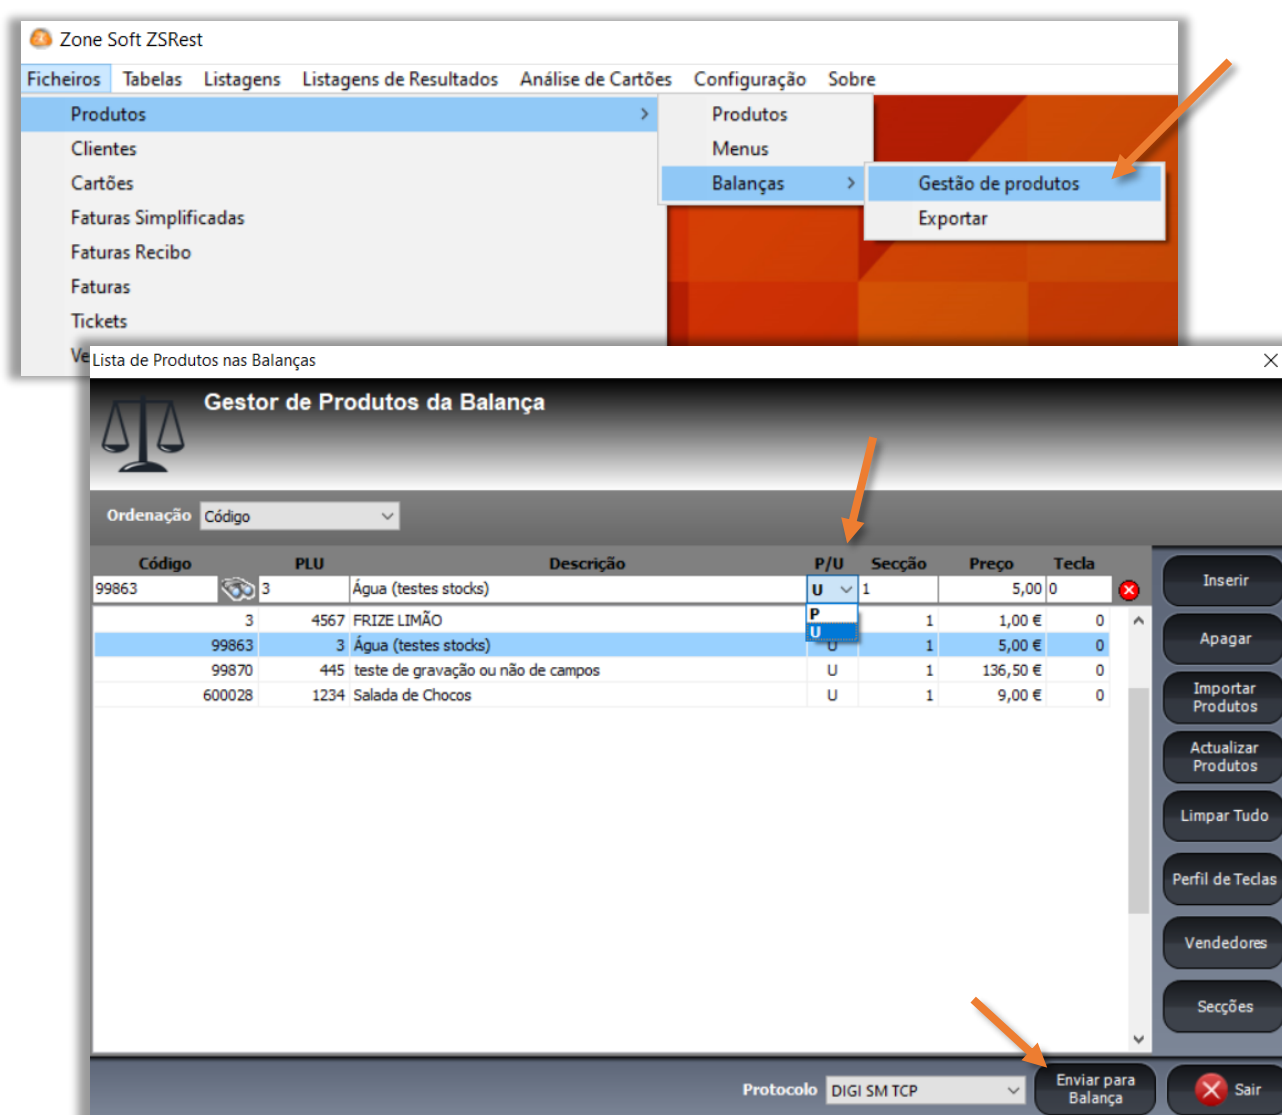 Zone Soft ZSRest
Ficheiros Tabelas Listagens Listagens de Resultados Análise de Cartões Configuração Sobre
Produtos > Produtos
Clientes Menus
Cartões Balanças > Gestão de produtos
Faturas Simplificadas Exportar
Faturas Recibo
Faturas
Tickets
Ve
Lista de Produtos nas Balanças
Gestor de Produtos da Balança
Ordenação Código
Código PLU Descrição P/U Secção Preço Tecla
99863 3 Água (testes stocks) U 1 5,00 0
P
U
3 4567 FRIZE LIMÃO 1 1,00 € 0
99863 3 Água (testes stocks) U 1 5,00 € 0
99870 445 teste de gravação ou não de campos U 1 136,50 € 0
600028 1234 Salada de Chocos U 1 9,00 € 0
Inserir
Apagar
Importar
Produtos
Actualizar
Produtos
Limpar Tudo
Perfil de Teclas
Vendedores
Secções
Protocolo DIGI SM TCP
Enviar para
Balança
Sair